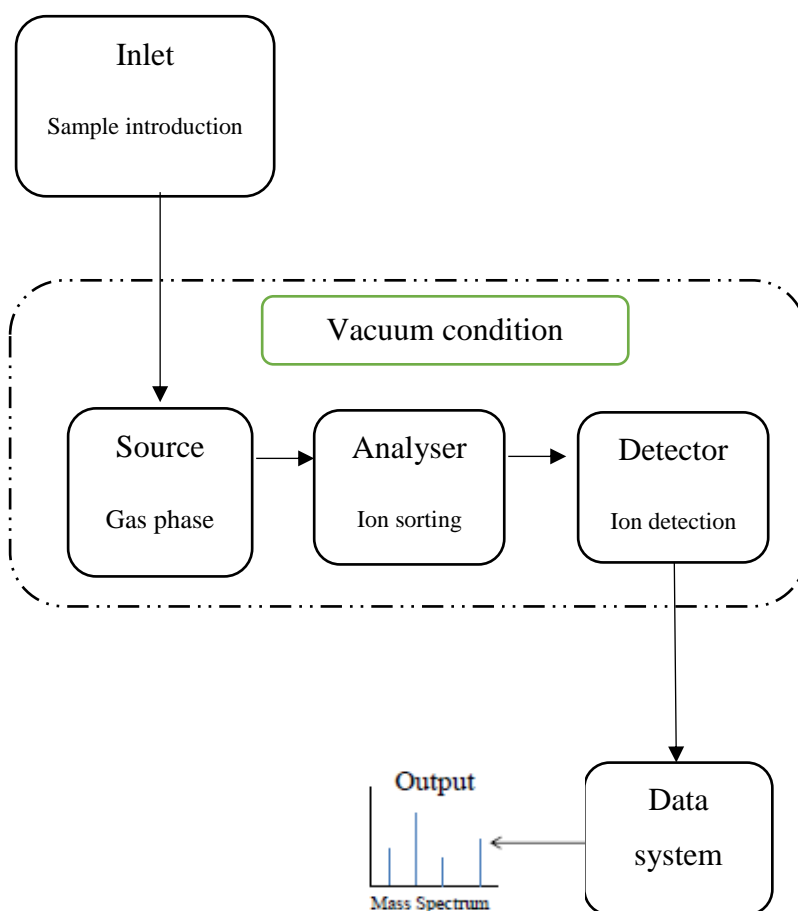 Inlet
Sample introduction
Vacuum condition
Source
Gas phase
Analyser
Ion sorting
Detector
Ion detection
Data
system
Output
Mass Spectrum